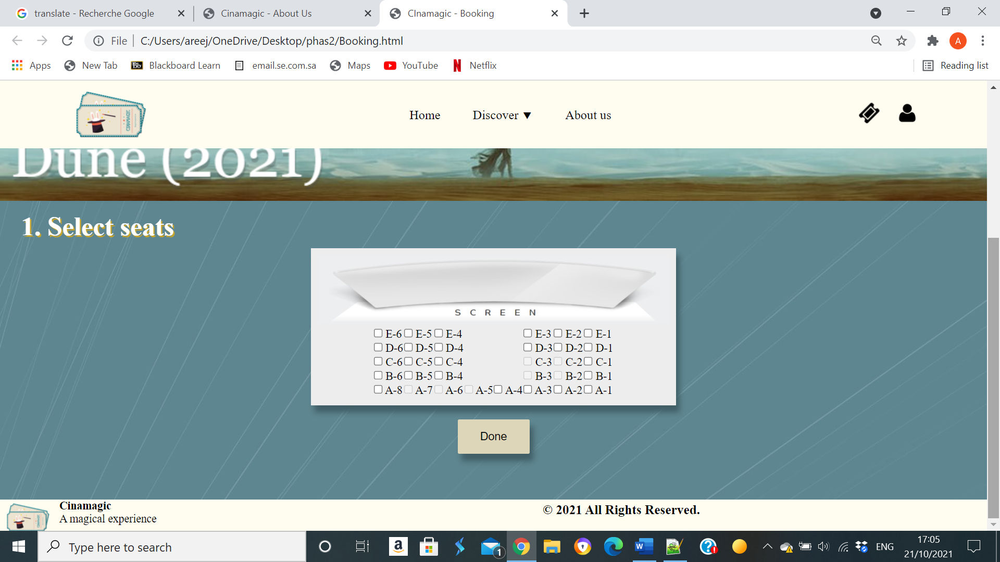 translate - Recherche Google
Cinamagic - About Us
CInamagic - Booking
File
C:/Users/areej/OneDrive/Desktop/phas2/Booking.html
A
Apps
New Tab
Bb
Blackboard Learn
email.se.com.sa
Maps
YouTube
Netflix
Reading list
CINAMAGIC
Home
Discover ▼
About us
Dune (2021)
1. Select seats
SCREEN
E-6 E-5 E-4 E-3 E-2 E-1
D-6 D-5 D-4 D-3 D-2 D-1
C-6 C-5 C-4 C-3 C-2 C-1
B-6 B-5 B-4 B-3 B-2 B-1
A-8 A-7 A-6 A-5 A-4 A-3 A-2 A-1
Done
Cinamagic
A magical experience
© 2021 All Rights Reserved.
Type here to search
1
ENG
17:05
21/10/2021